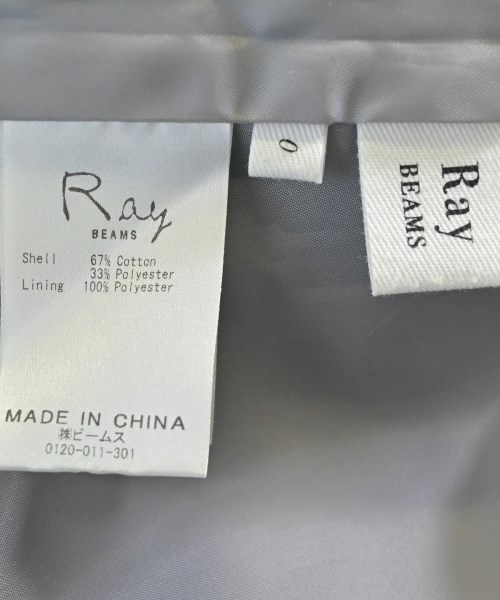 Ray
BEAMS
Shell 67% Cotton
33% Polyester
Lining 100% Polyester
MADE IN CHINA
㈱ビームス
0120-011-301
0
Ray
BEAMS